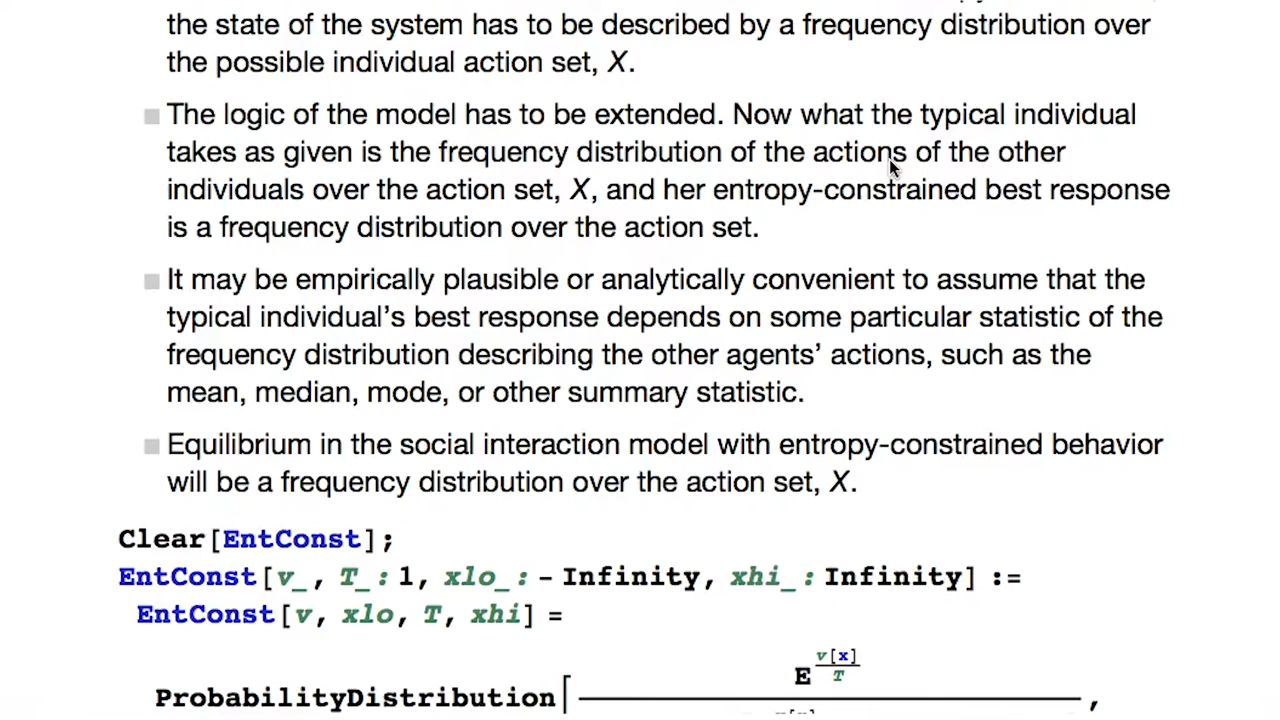 the state of the system has to be described by a frequency distribution over
the possible individual action set, X.
The logic of the model has to be extended. Now what the typical individual
takes as given is the frequency distribution of the actions of the other
individuals over the action set, X, and her entropy-constrained best response
is a frequency distribution over the action set.
It may be empirically plausible or analytically convenient to assume that the
typical individual’s best response depends on some particular statistic of the
frequency distribution describing the other agents’ actions, such as the
mean, median, mode, or other summary statistic.
Equilibrium in the social interaction model with entropy-constrained behavior
will be a frequency distribution over the action set, X.
Clear[EntConst];
EntConst[v_, T_: 1, xlo_: - Infinity, xhi_: Infinity] :=
EntConst[v, xlo, T, xhi] =
v[x]
E T
ProbabilityDistribution[ ,